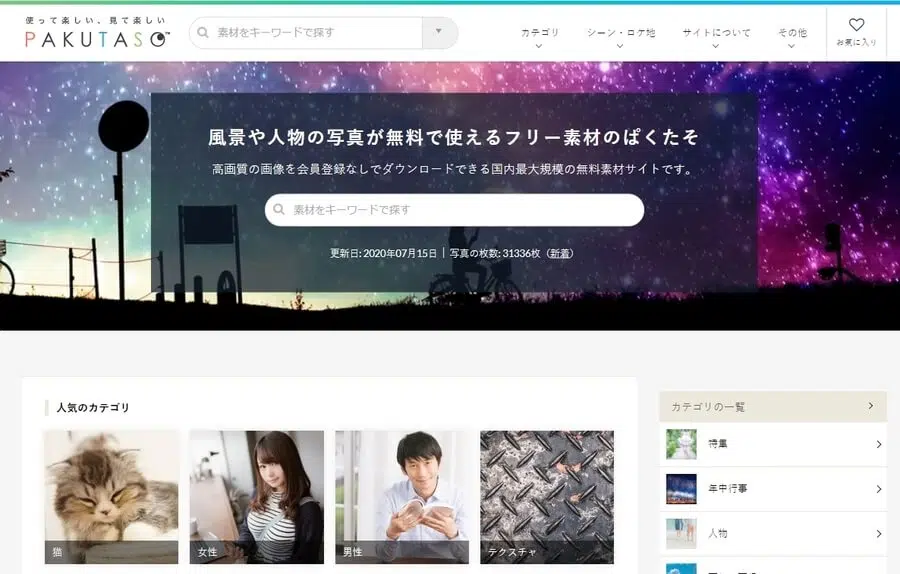 使って楽しい、見て楽しい
PAKUTASO™
素材をキーワードで探す
カテゴリ
シーン・ロケ地
サイトについて
その他
お気に入り
風景や人物の写真が無料で使えるフリー素材のぱくたそ
高画質の画像を会員登録なしでダウンロードできる国内最大規模の無料素材サイトです。
素材をキーワードで探す
更新日: 2020年07月15日 | 写真の枚数: 31336枚（新着）
人気のカテゴリ
猫
女性
男性
テクスチャ
カテゴリの一覧
特集
年中行事
人物